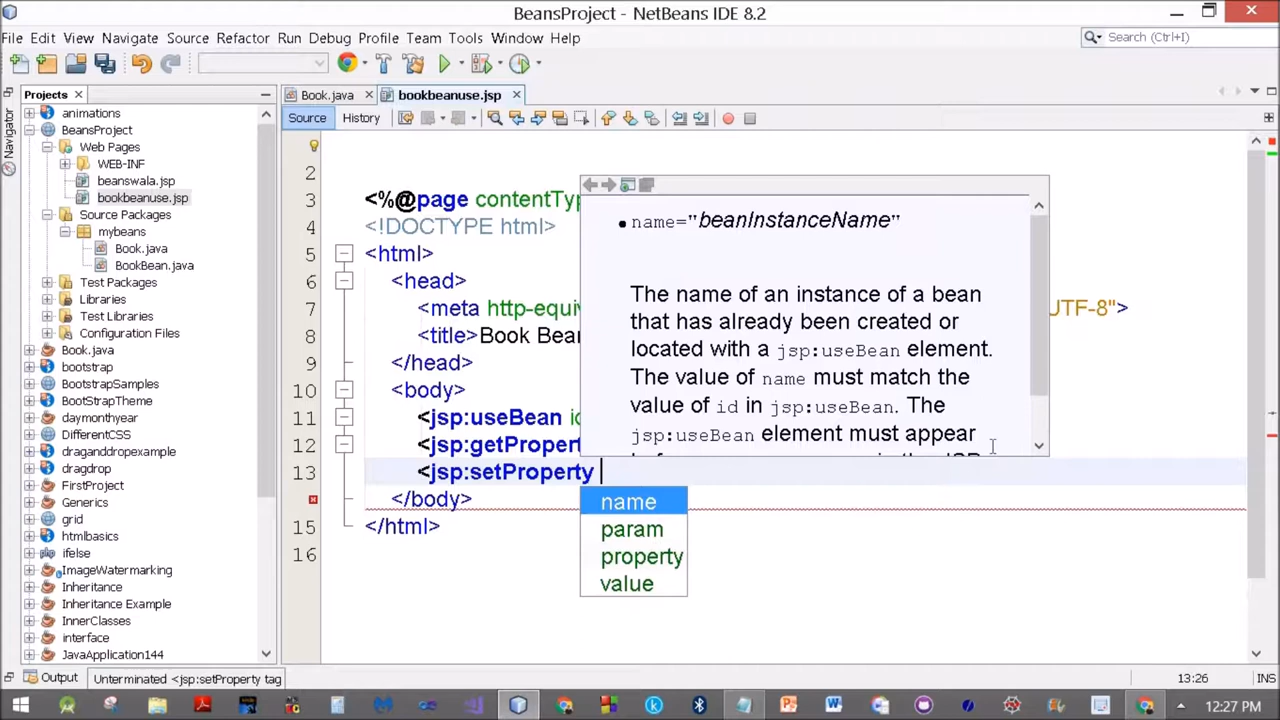 BeansProject - NetBeans IDE 8.2
File Edit View Navigate Source Refactor Run Debug Profile Team Tools Window Help
Search (Ctrl+I)
Projects
Book.java
bookbeanuse.jsp
Source
History
Navigator
animations
BeansProject
Web Pages
WEB-INF
beanswala.jsp
bookbeanuse.jsp
Source Packages
mybeans
Book.java
BookBean.java
Test Packages
Libraries
Test Libraries
Configuration Files
Book.java
bootstrap
BootstrapSamples
BootStrapTheme
daymonthyear
DifferentCSS
draganddropexample
dragdrop
FirstProject
Generics
grid
htmlbasics
ifelse
ImageWatermarking
Inheritance
Inheritance Example
InnerClasses
interface
JavaApplication144
2
3 <%@page contentTyp
4 <!DOCTYPE html>
5 <html>
6 <head>
7 <meta http-equiv UTF-8">
8 <title>Book Bean
9 </head>
10 <body>
11 <jsp:useBean id
12 <jsp:getPropert
13 <jsp:setProperty
</body>
15 </html>
16
name="beanInstanceName"
The name of an instance of a bean
that has already been created or
located with a jsp:useBean element.
The value of name must match the
value of id in jsp:useBean. The
jsp:useBean element must appear
name
param
property
value
Output
Unterminated <jsp:setProperty tag
13:26
INS
12:27 PM